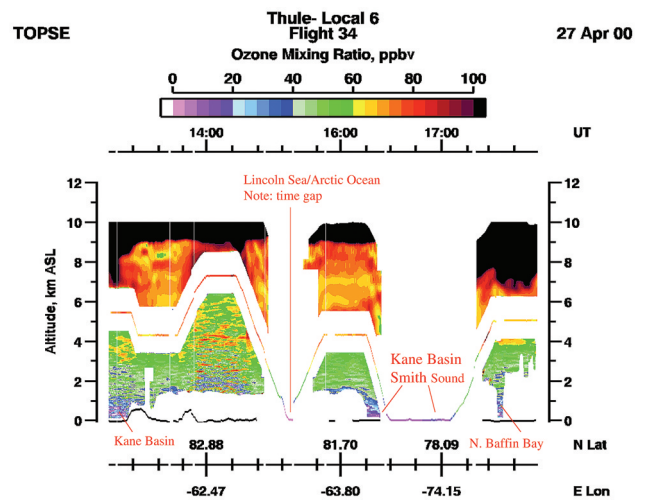 TOPSE
Thule- Local 6
Flight 34
27 Apr 00
Ozone Mixing Ratio, ppbv
0 20 40 60 80 100
14:00 16:00 17:00 UT
Lincoln Sea/Arctic Ocean
Note: time gap
12 12
10 10
8 8
6 6
4 4
2 2
0 0
Altitude, km ASL
Kane Basin
Smith Sound
Kane Basin
N. Baffin Bay
82.88 81.70 78.09 N Lat
-62.47 -63.80 -74.15 E Lon